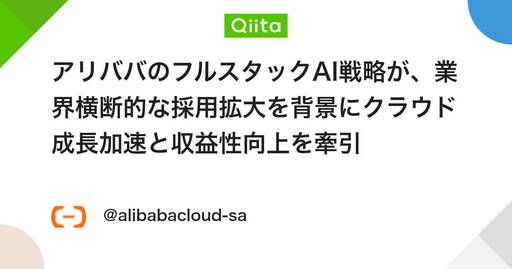 Qiita
アリババのフルスタックAI戦略が、業
界横断的な採用拡大を背景にクラウド
成長加速と収益性向上を牽引
@alibabacloud-sa